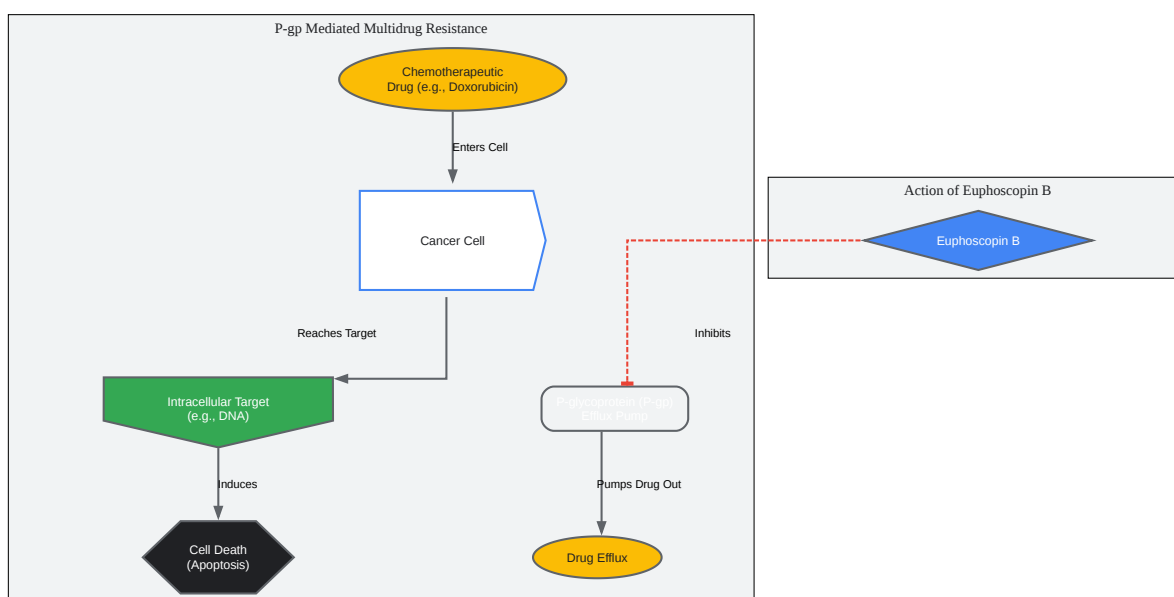 P-gp Mediated Multidrug Resistance
Chemotherapeutic
Drug (e.g., Doxorubicin)
Enters Cell
Action of Euphoscopin B
Cancer Cell
Euphoscopin B
Reaches Target
Inhibits
Intracellular Target
(e.g., DNA)
P-glycoprotein (P-gp)
Efflux Pump
Induces
Pumps Drug Out
Cell Death
(Apoptosis)
Drug Efflux